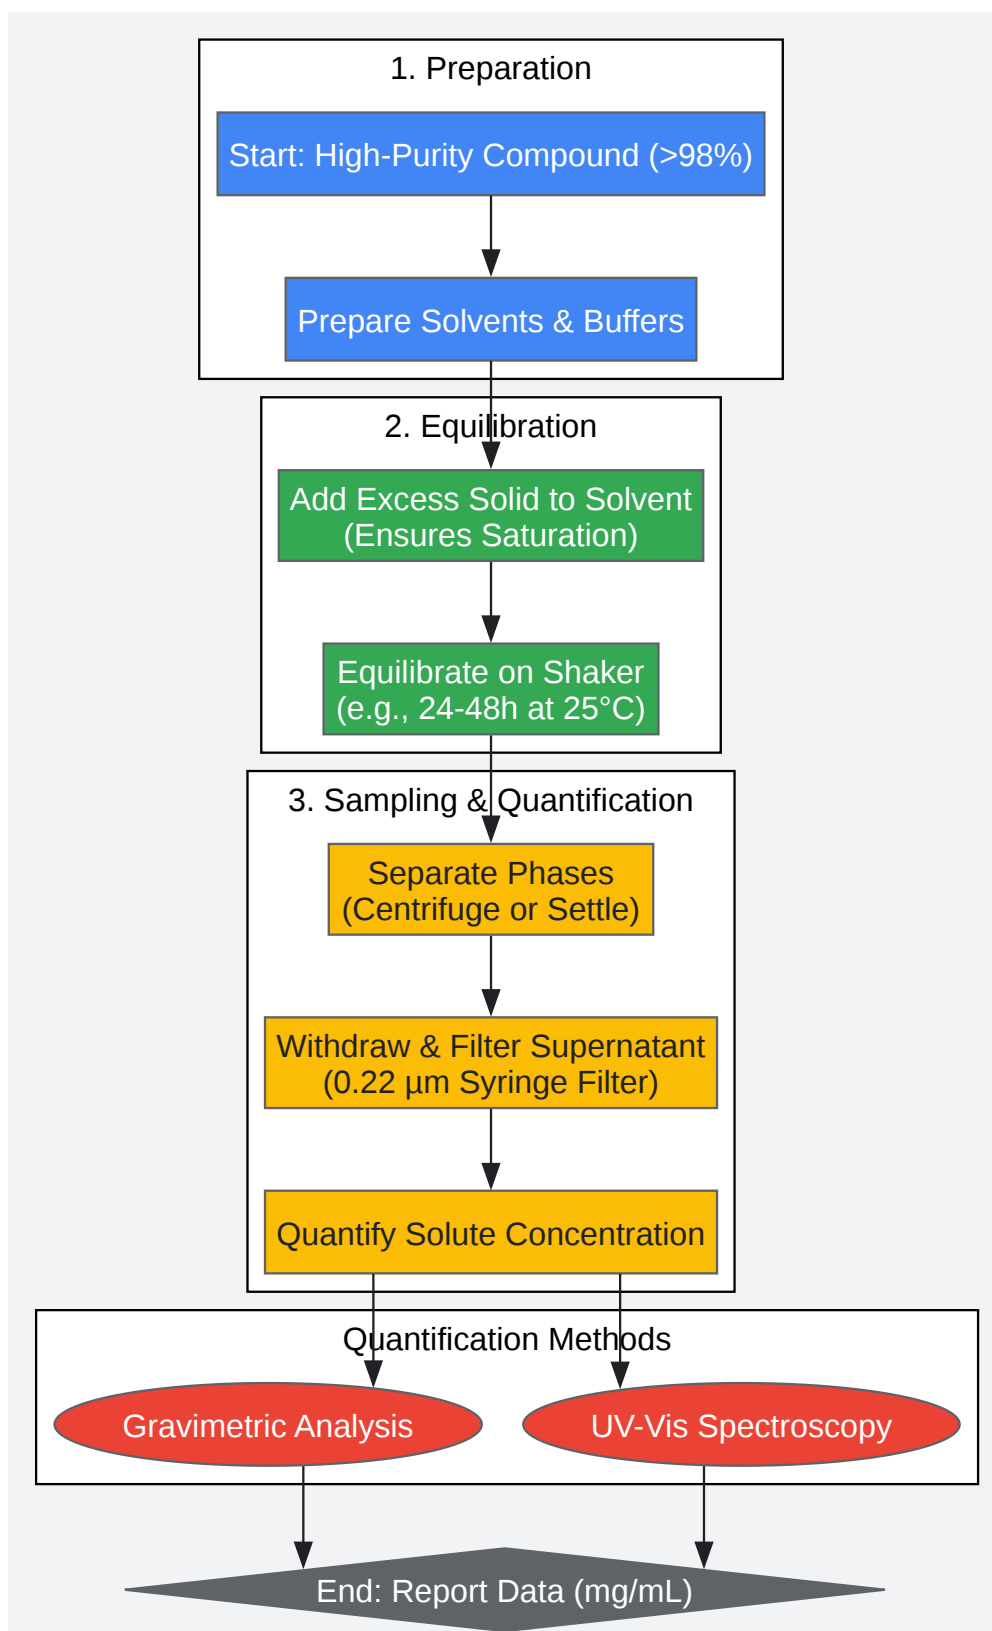 1. Preparation
Start: High-Purity Compound (>98%)
Prepare Solvents & Buffers
2. Equilibration
Add Excess Solid to Solvent
(Ensures Saturation)
Equilibrate on Shaker
(e.g., 24-48h at 25°C)
3. Sampling & Quantification
Separate Phases
(Centrifuge or Settle)
Withdraw & Filter Supernatant
(0.22 µm Syringe Filter)
Quantify Solute Concentration
Quantification Methods
Gravimetric Analysis
UV-Vis Spectroscopy
End: Report Data (mg/mL)